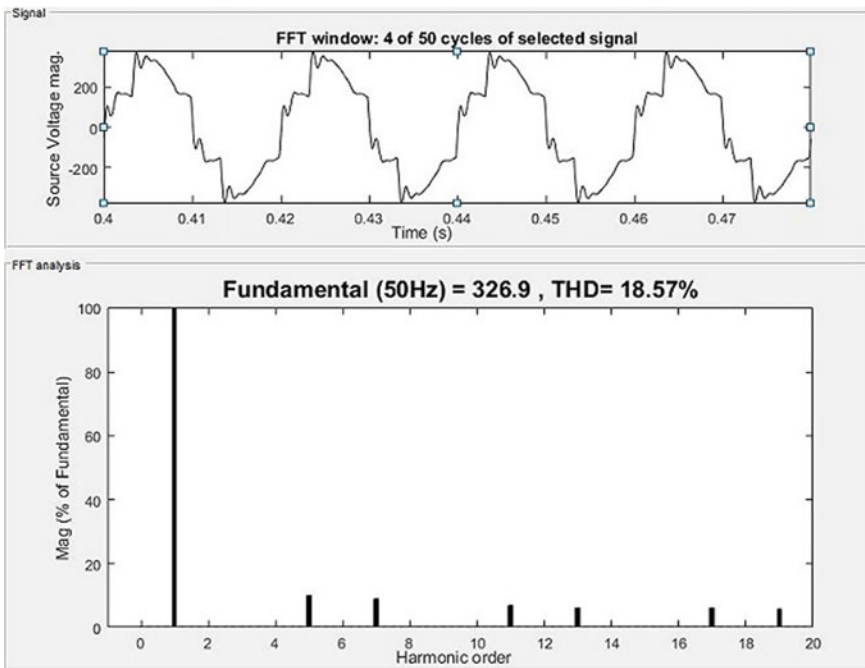 Signal
FFT window: 4 of 50 cycles of selected signal
Source Voltage mag.
200
0
-200
0.4 0.41 0.42 0.43 0.44 0.45 0.46 0.47
Time (s)
FFT analysis
Fundamental (50Hz) = 326.9 , THD= 18.57%
Mag (% of Fundamental)
100
80
60
40
20
0
0 2 4 6 8 10 12 14 16 18 20
Harmonic order